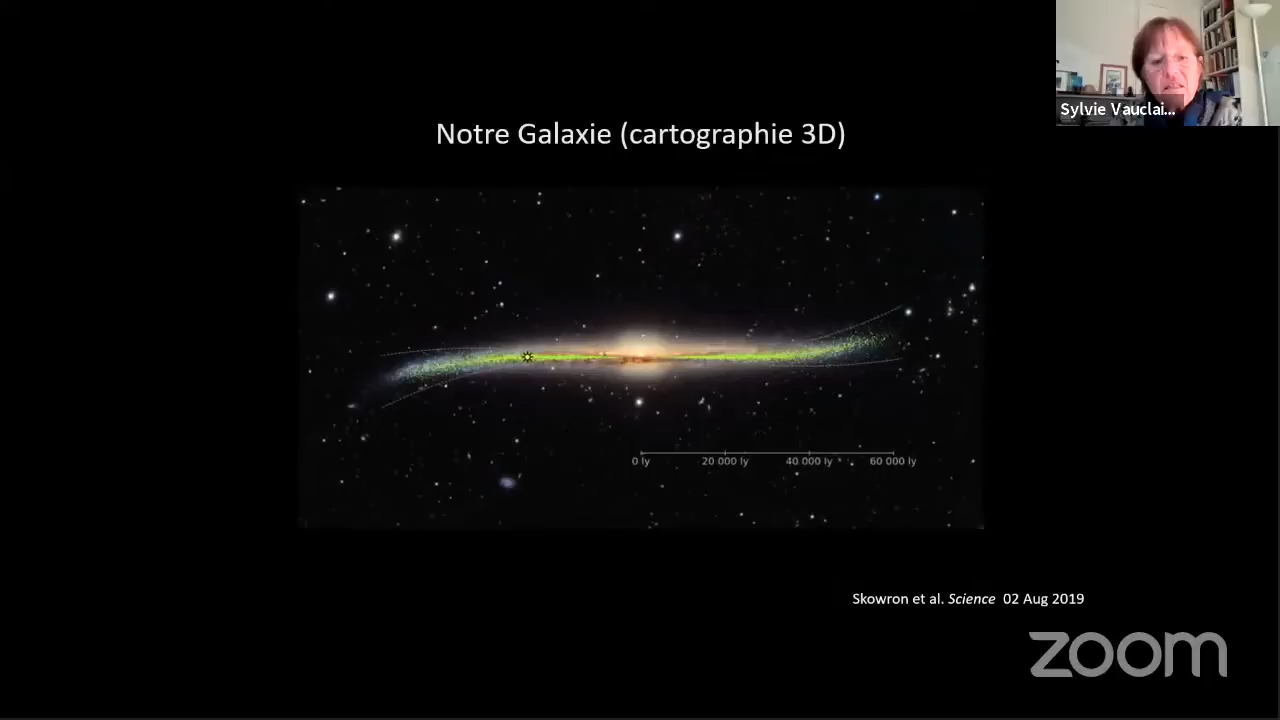 Sylvie Vauclai...
Notre Galaxie (cartographie 3D)
0 ly 20 000 ly 40 000 ly 60 000 ly
Skowron et al. Science 02 Aug 2019
zoom